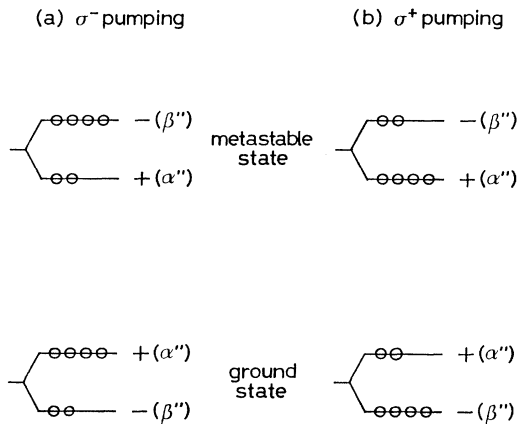 (a) σ⁻ pumping
(b) σ⁺ pumping
−(β")
−(β")
metastable
state
+(α")
+(α")
+(α")
+(α")
ground
state
−(β")
−(β")